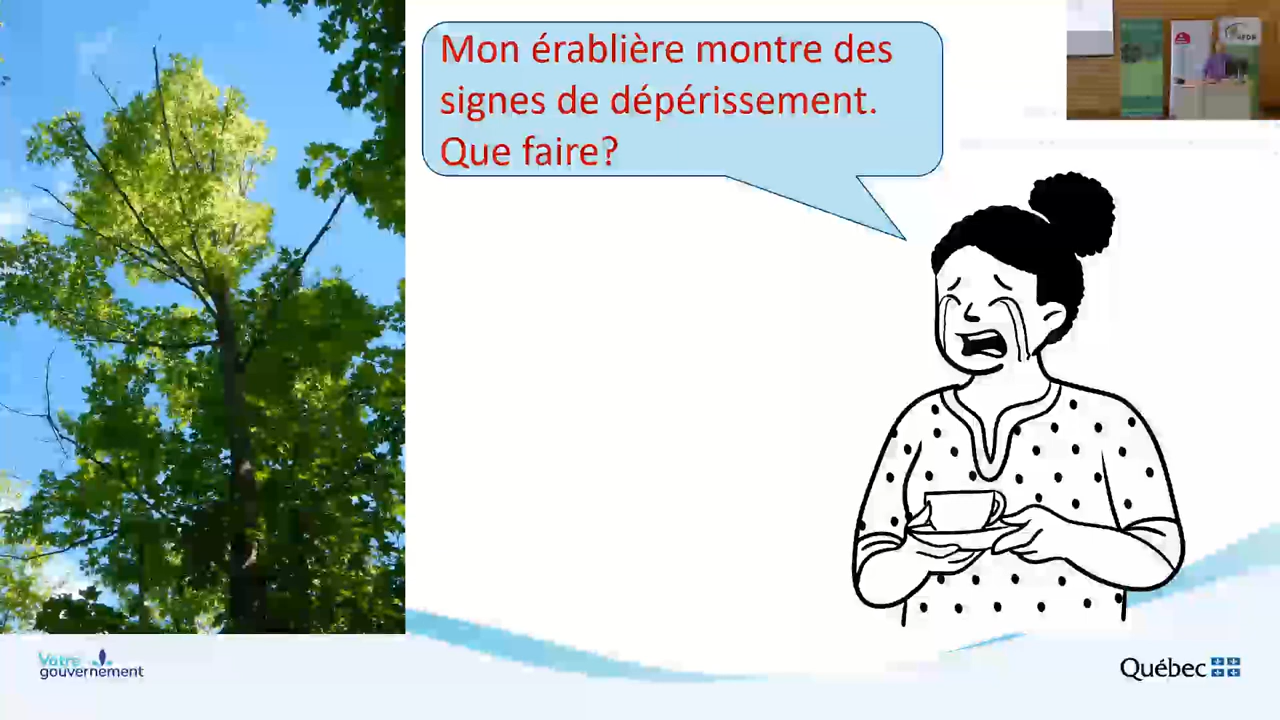 Mon érablière montre des
signes de dépérissement.
Que faire?
Votre
gouvernement
Québec